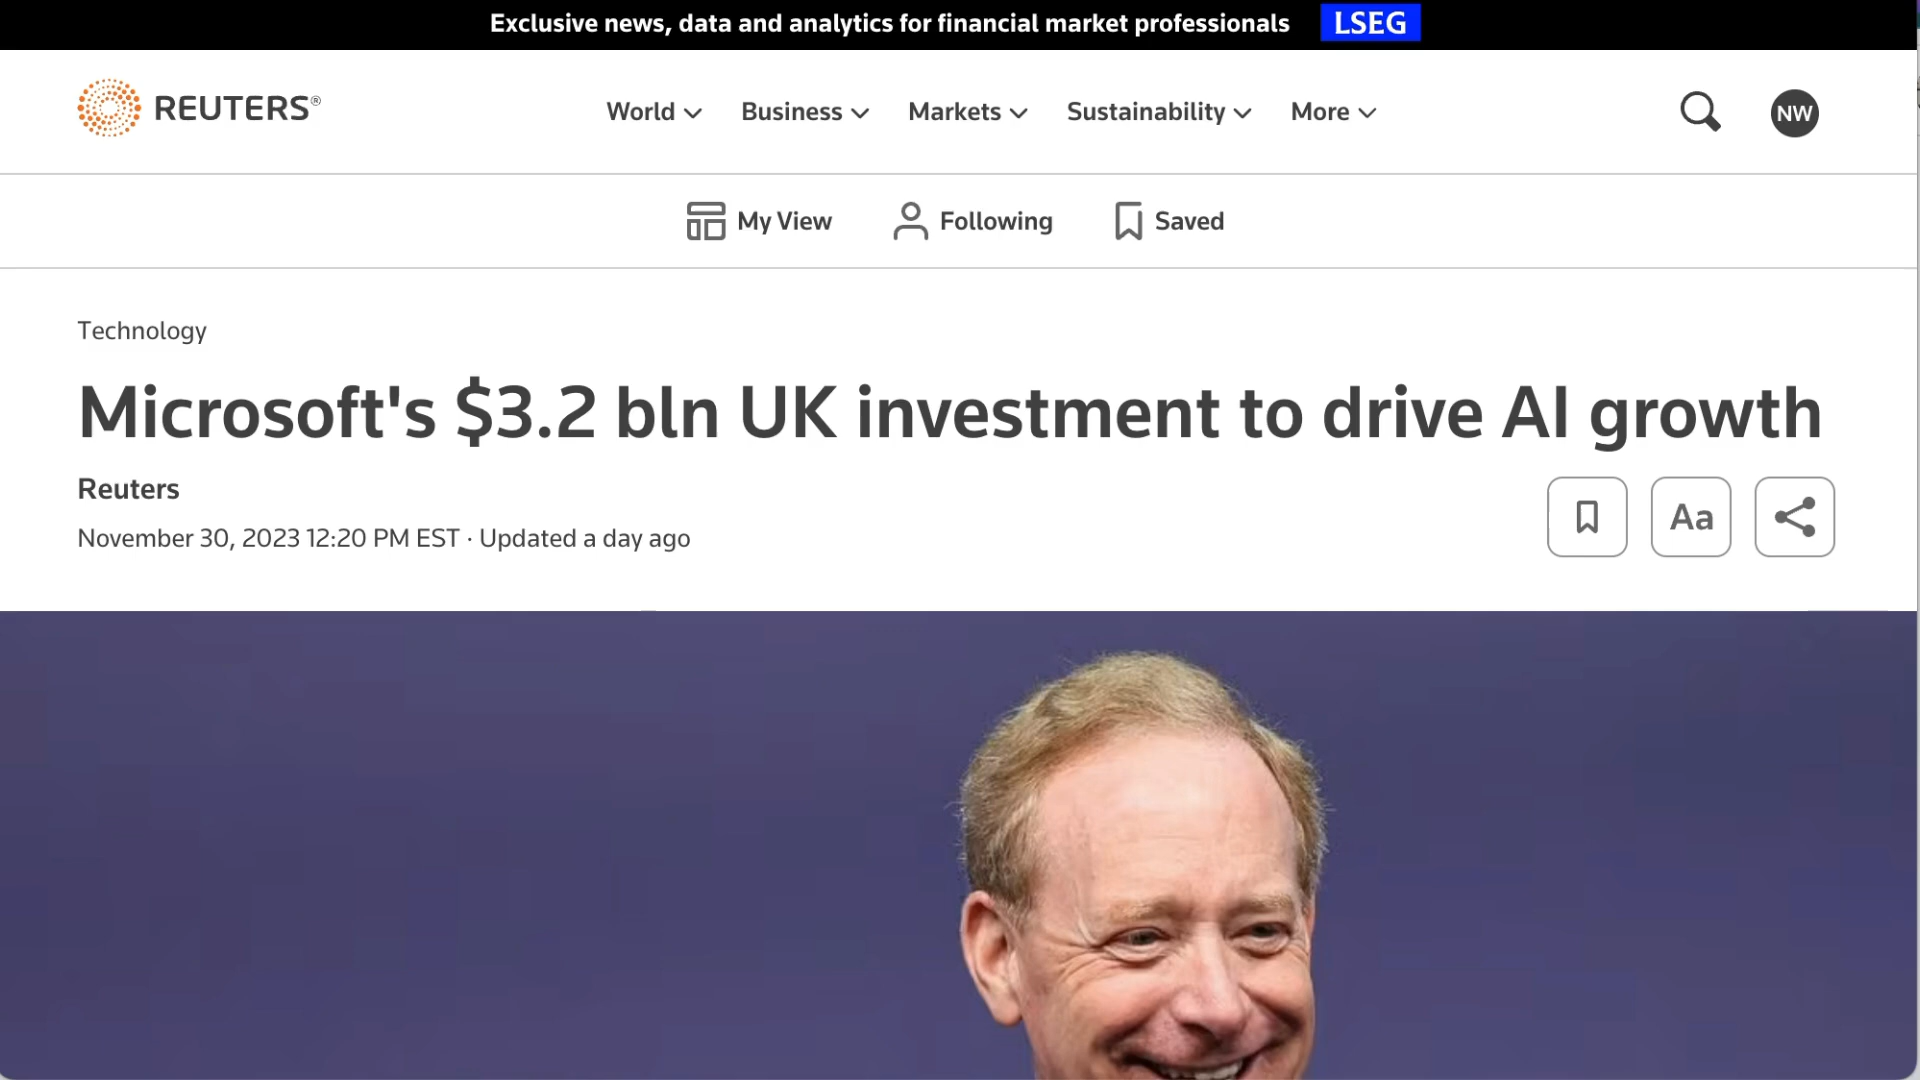 Exclusive news, data and analytics for financial market professionals LSEG
REUTERS®
World Business Markets Sustainability More
NW
My View Following Saved
Technology
Microsoft's $3.2 bln UK investment to drive AI growth
Reuters
November 30, 2023 12:20 PM EST · Updated a day ago
Aa